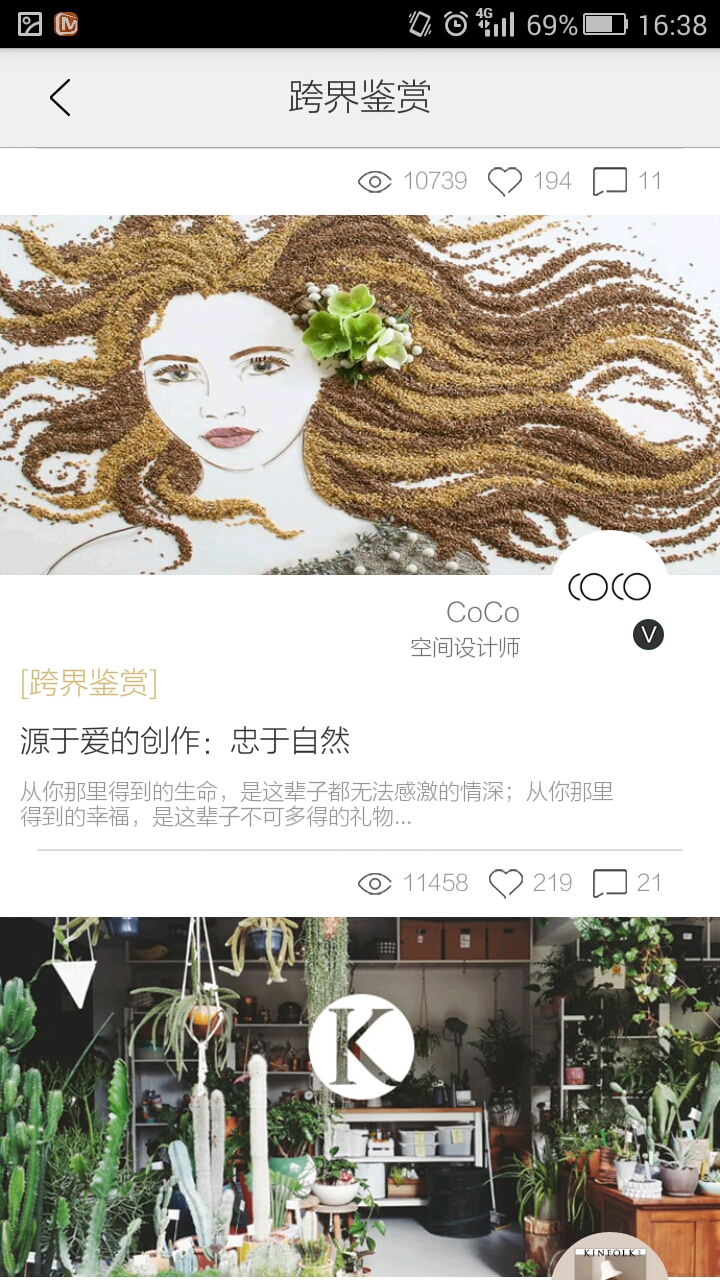 4G 69% 16:38
跨界鉴赏
10739 194 11
COCO
CoCo
V
空间设计师
[跨界鉴赏]
源于爱的创作：忠于自然
从你那里得到的生命，是这辈子都无法感激的情深；从你那里
得到的幸福，是这辈子不可多得的礼物...
11458 219 21
K
KINFOLK